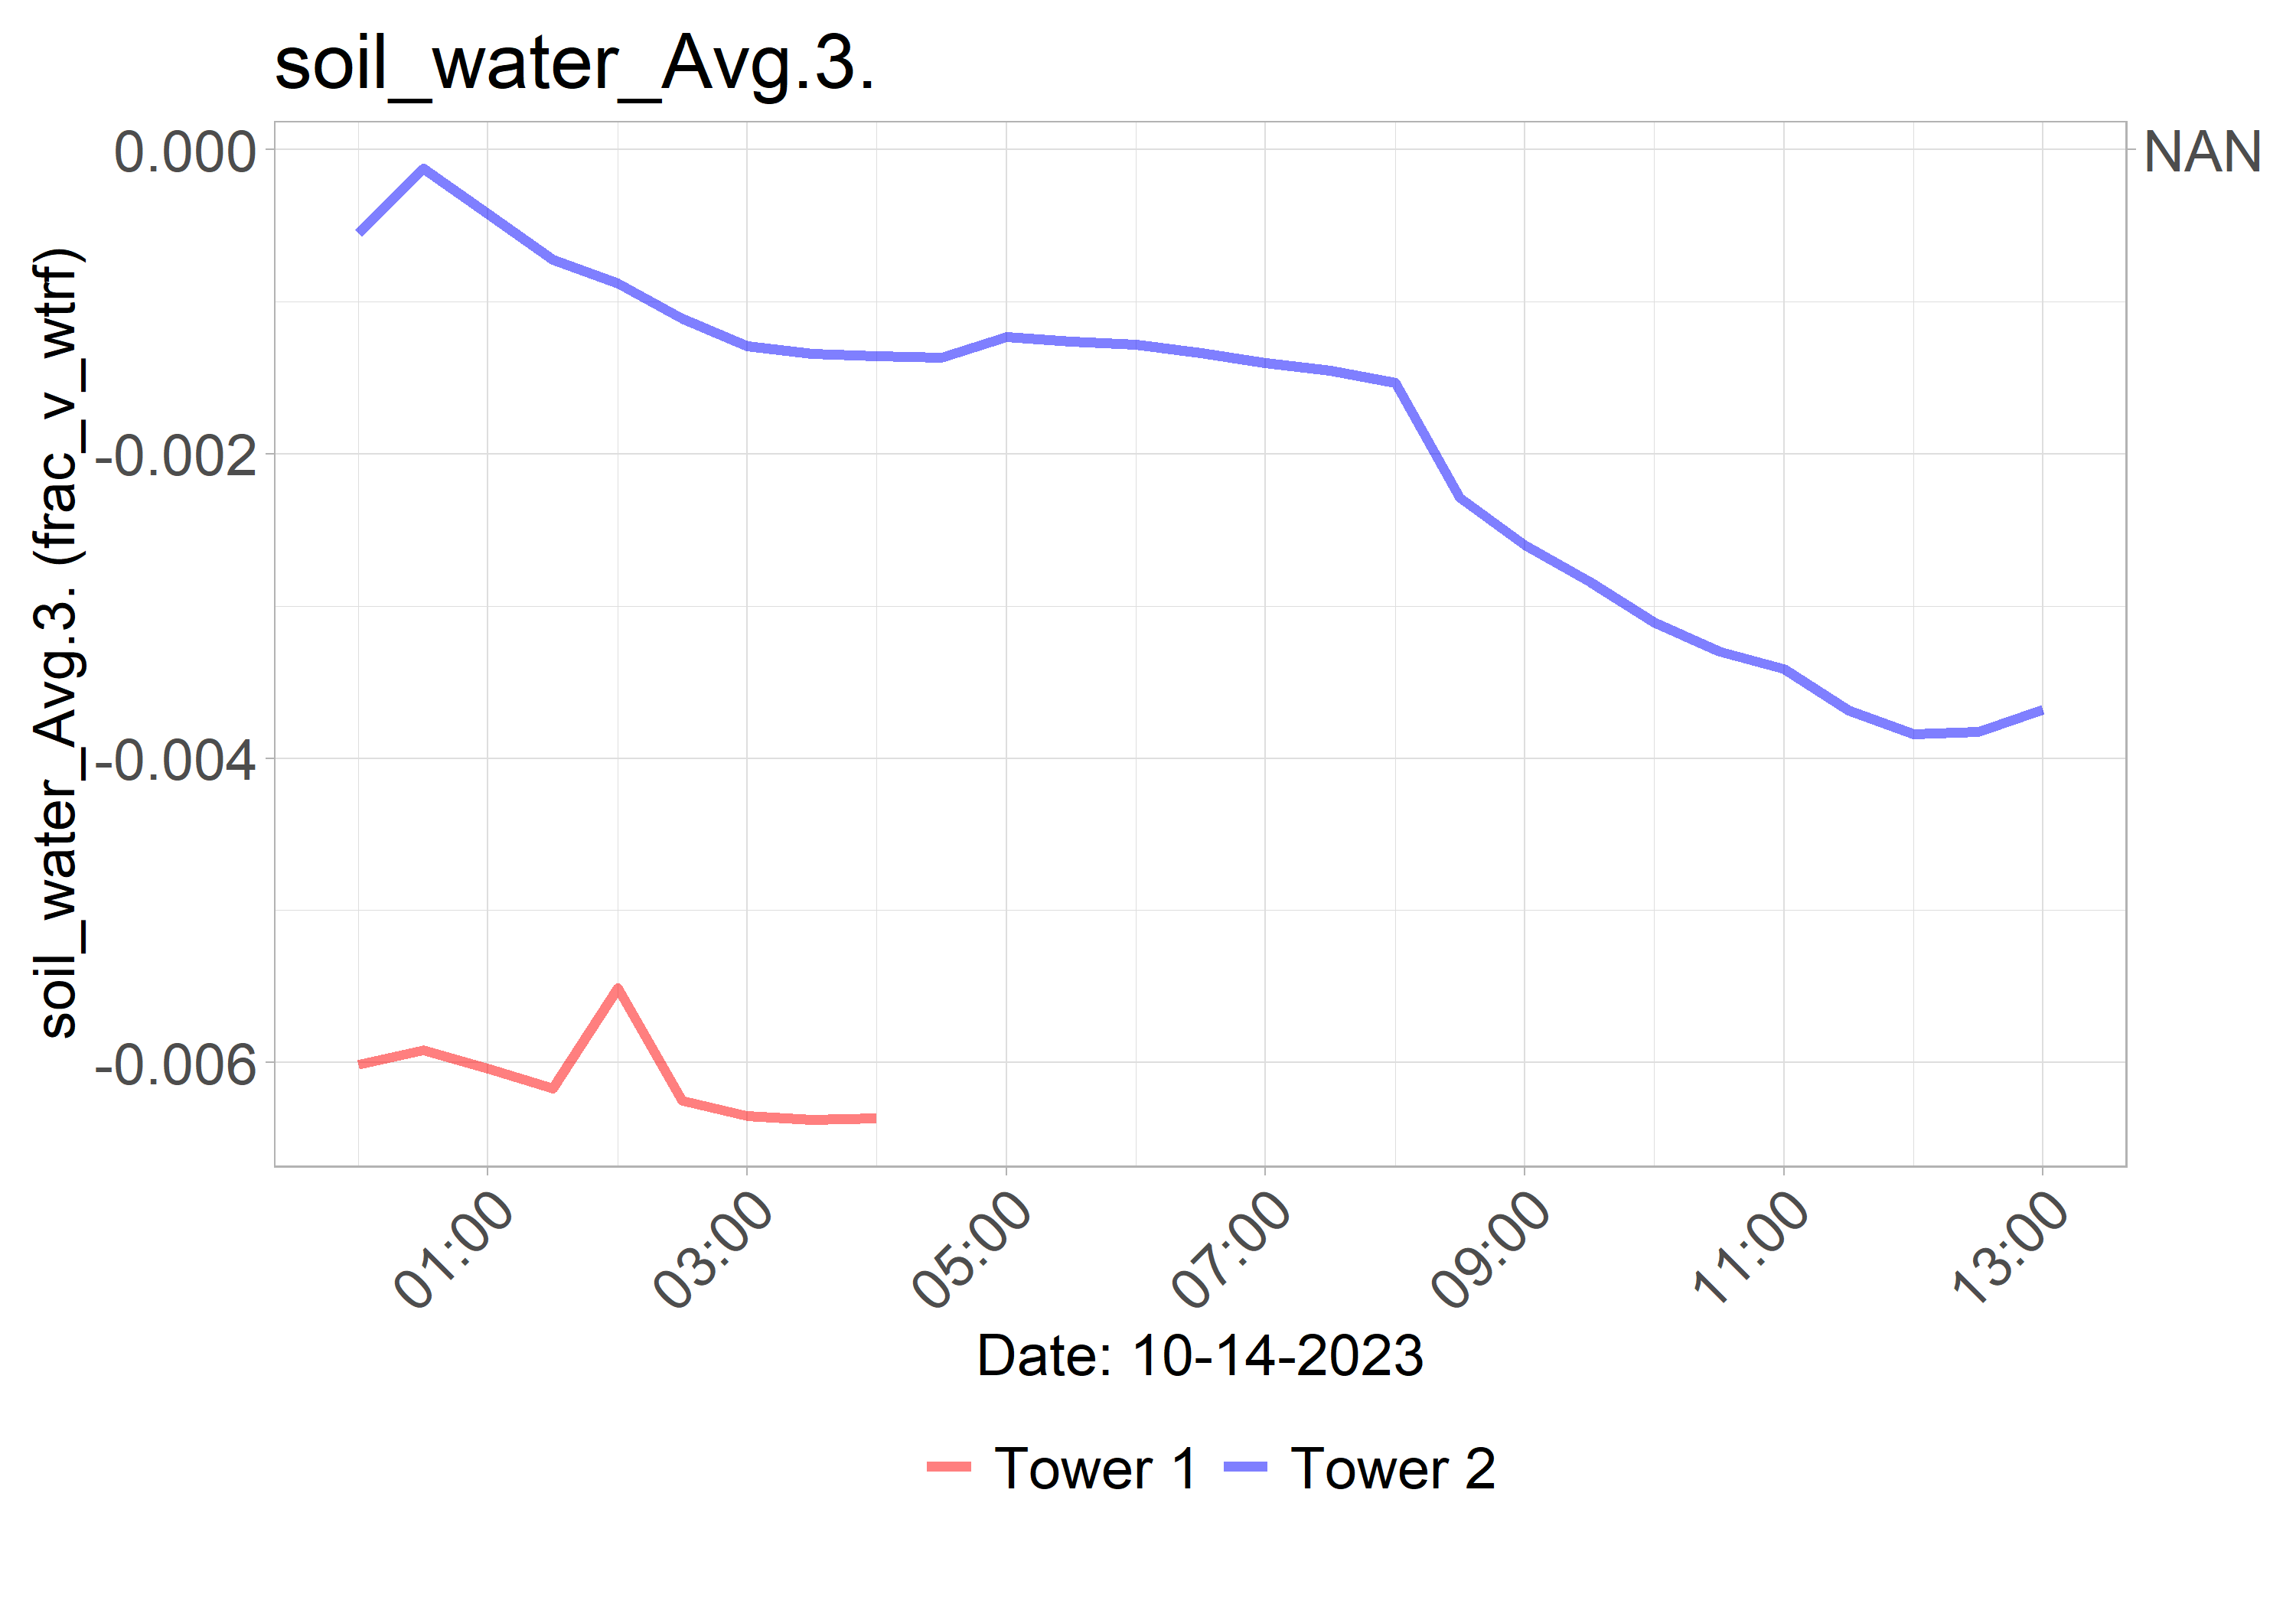 soil_water_Avg.3.
soil_water_Avg.3. (frac_v_wtrf)
0.000
-0.002
-0.004
-0.006
NAN
01:00
03:00
05:00
07:00
09:00
11:00
13:00
Date: 10-14-2023
Tower 1
Tower 2